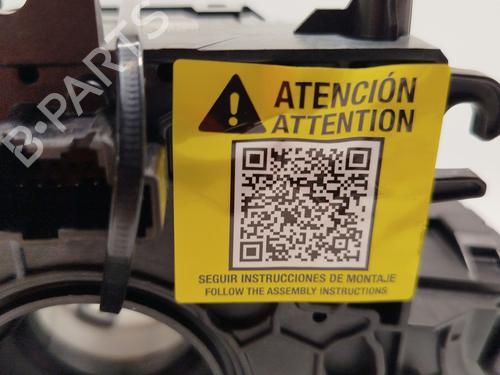 B-PARTS
ATENCIÓN
ATTENTION
SEGUIR INSTRUCCIONES DE MONTAJE
FOLLOW THE ASSEMBLY INSTRUCTIONS